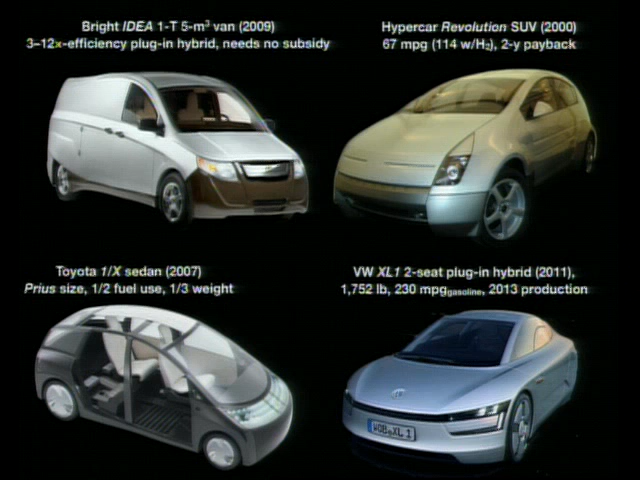 Bright IDEA 1-T 5-m³ van (2009)
3–12x-efficiency plug-in hybrid, needs no subsidy
Hypercar Revolution SUV (2000)
67 mpg (114 w/H₂), 2-y payback
Toyota 1/X sedan (2007)
Prius size, 1/2 fuel use, 1/3 weight
VW XL1 2-seat plug-in hybrid (2011),
1,752 lb, 230 mpggasoline, 2013 production
WOB XL 1